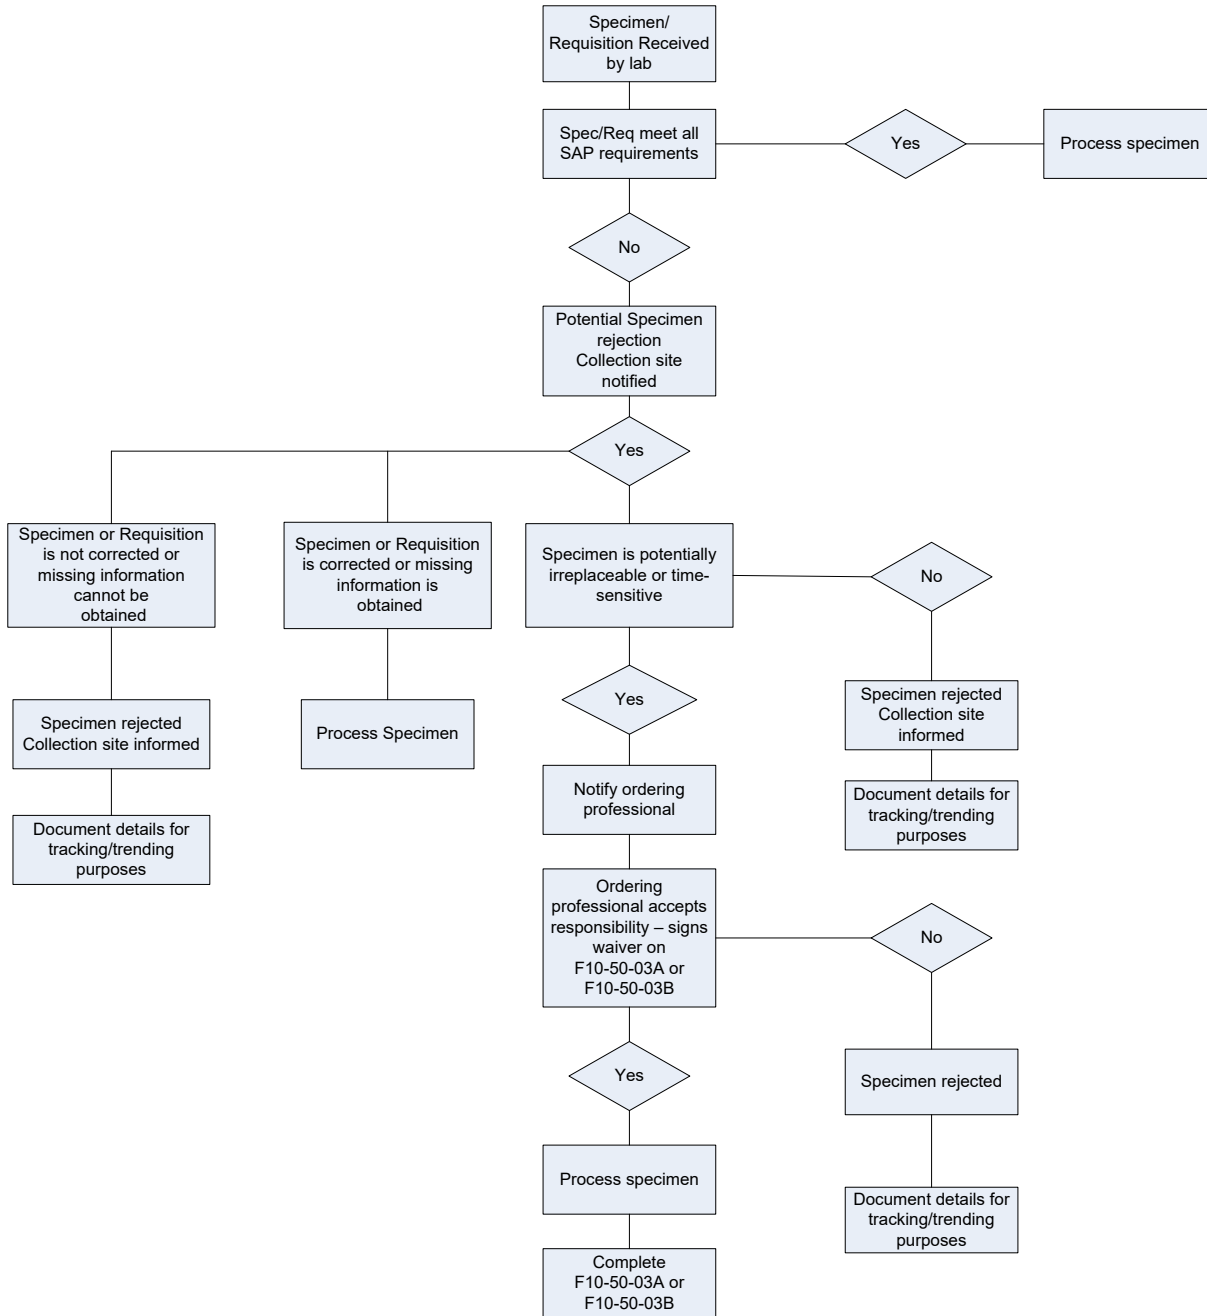 Specimen/
Requisition Received
by lab
Spec/Req meet all
SAP requirements
Yes
Process specimen
No
Potential Specimen
rejection
Collection site
notified
Yes
Specimen or Requisition
is not corrected or
missing information
cannot be
obtained
Specimen or Requisition
is corrected or missing
information is
obtained
Specimen is potentially
irreplaceable or time-
sensitive
No
Specimen rejected
Collection site informed
Process Specimen
Yes
Specimen rejected
Collection site
informed
Notify ordering
professional
Document details for
tracking/trending
purposes
Document details for
tracking/trending
purposes
Ordering
professional accepts
responsibility – signs
waiver on
F10-50-03A or
F10-50-03B
No
Yes
Specimen rejected
Process specimen
Document details for
tracking/trending
purposes
Complete
F10-50-03A or
F10-50-03B